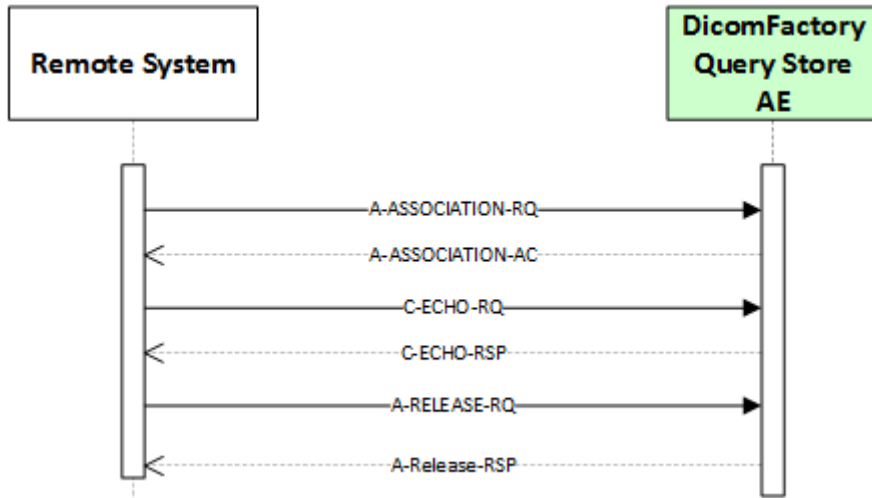 Remote System
DicomFactory
Query Store
AE
A-ASSOCIATION-RQ
A-ASSOCIATION-AC
C-ECHO-RQ
C-ECHO-RSP
A-RELEASE-RQ
A-Release-RSP